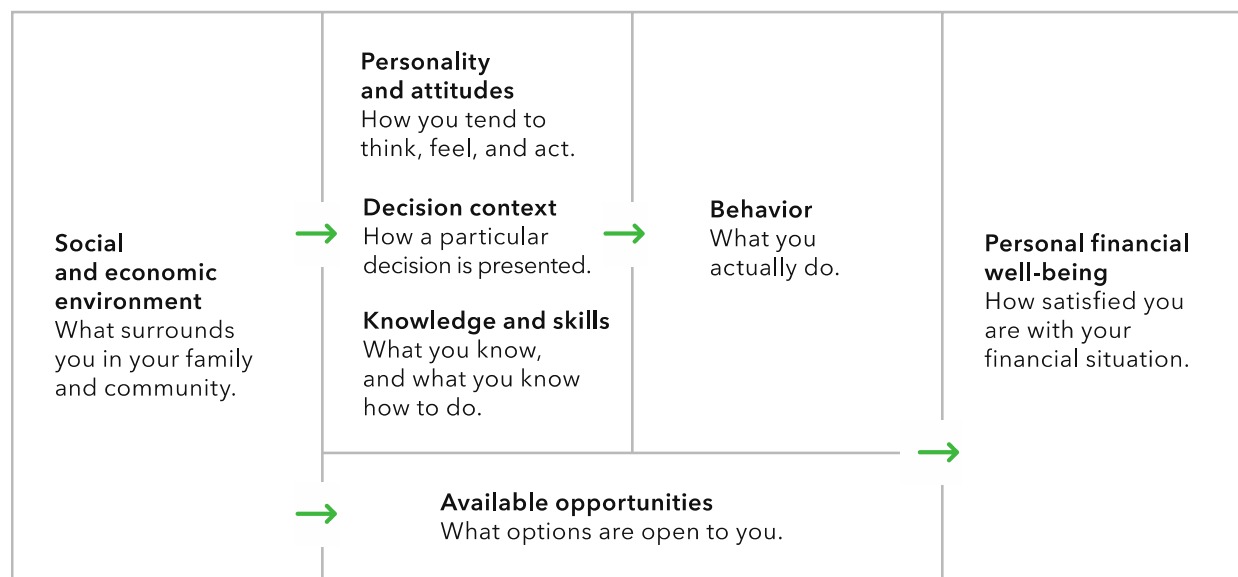 Social
and economic
environment
What surrounds
you in your family
and community.
Personality
and attitudes
How you tend to
think, feel, and act.
Decision context
How a particular
decision is presented.
Knowledge and skills
What you know,
and what you know
how to do.
Behavior
What you
actually do.
Available opportunities
What options are open to you.
Personal financial
well-being
How satisfied you
are with your
financial situation.